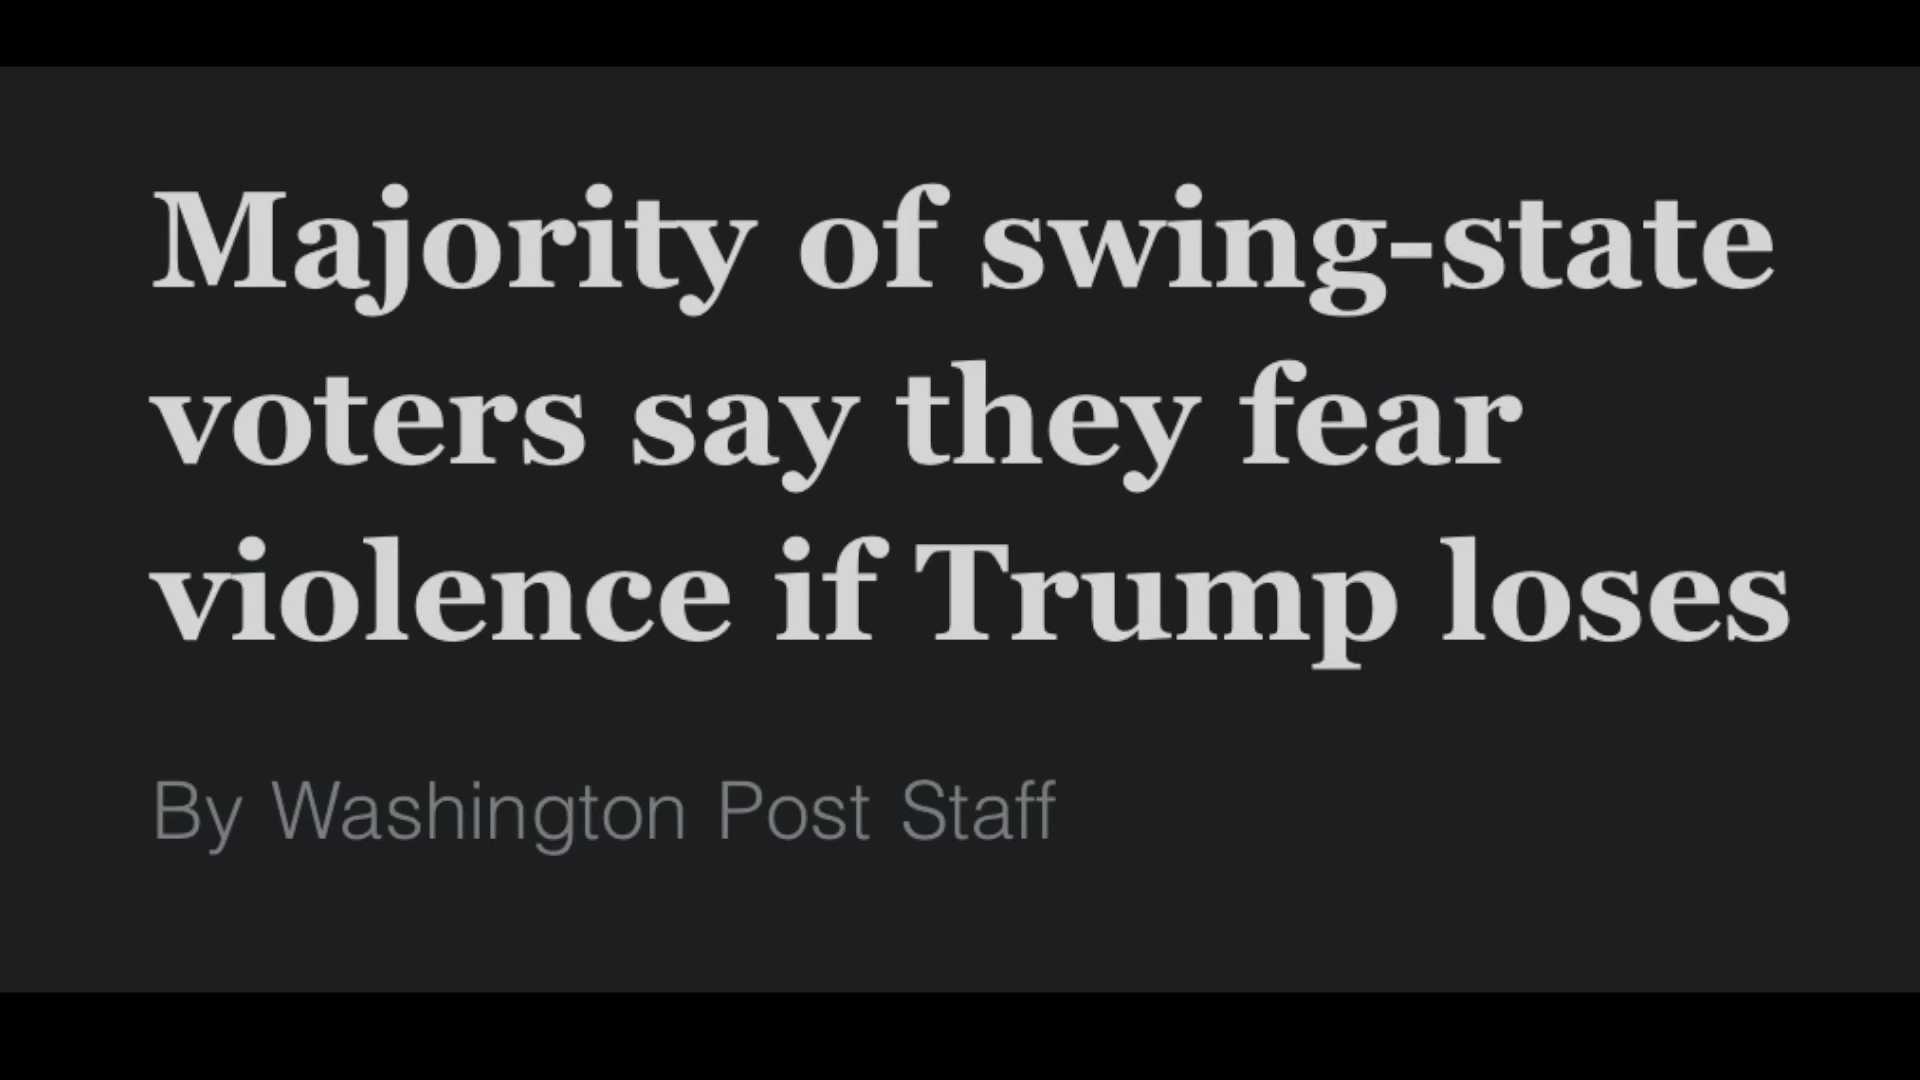 Majority of swing-state
voters say they fear
violence if Trump loses
By Washington Post Staff